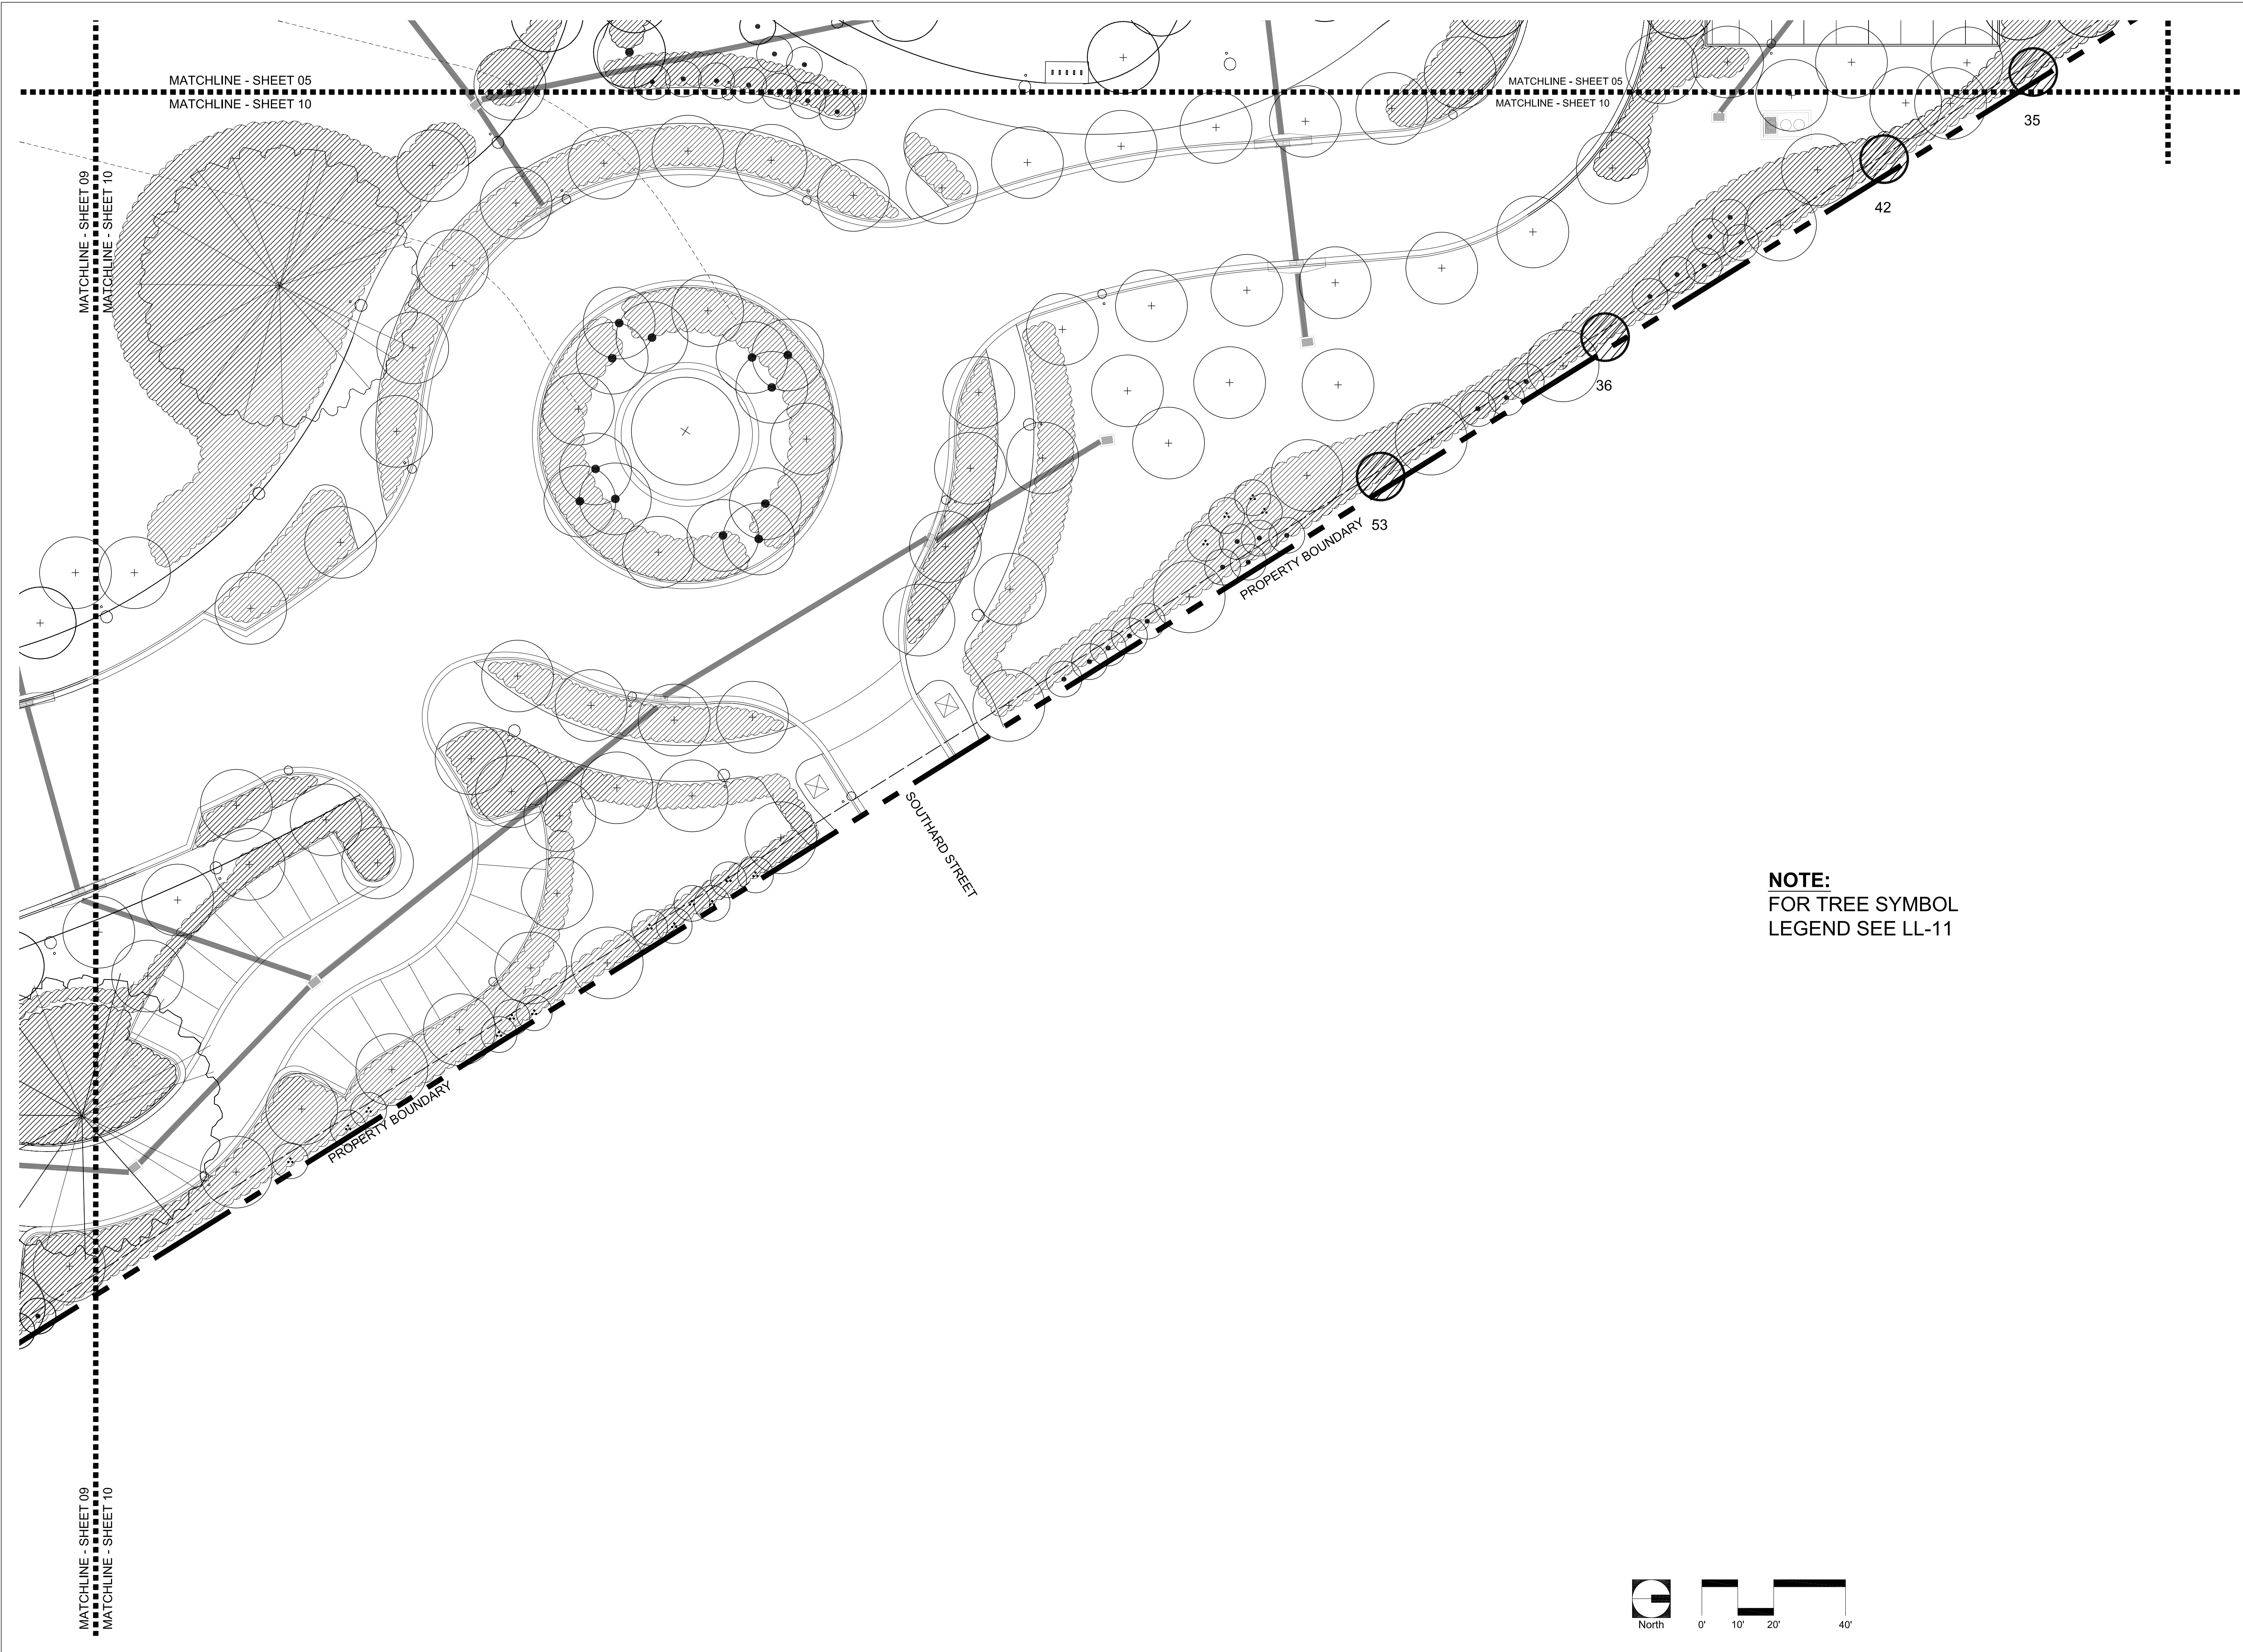 MATCHLINE - SHEET 05
MATCHLINE - SHEET 10
MATCHLINE - SHEET 05
MATCHLINE - SHEET 10
MATCHLINE - SHEET 09
MATCHLINE - SHEET 10
35
42
36
53
PROPERTY BOUNDARY
SOUTHARD STREET
NOTE:
FOR TREE SYMBOL
LEGEND SEE LL-11
PROPERTY BOUNDARY
MATCHLINE - SHEET 09
MATCHLINE - SHEET 10
North
0' 10' 20' 40'